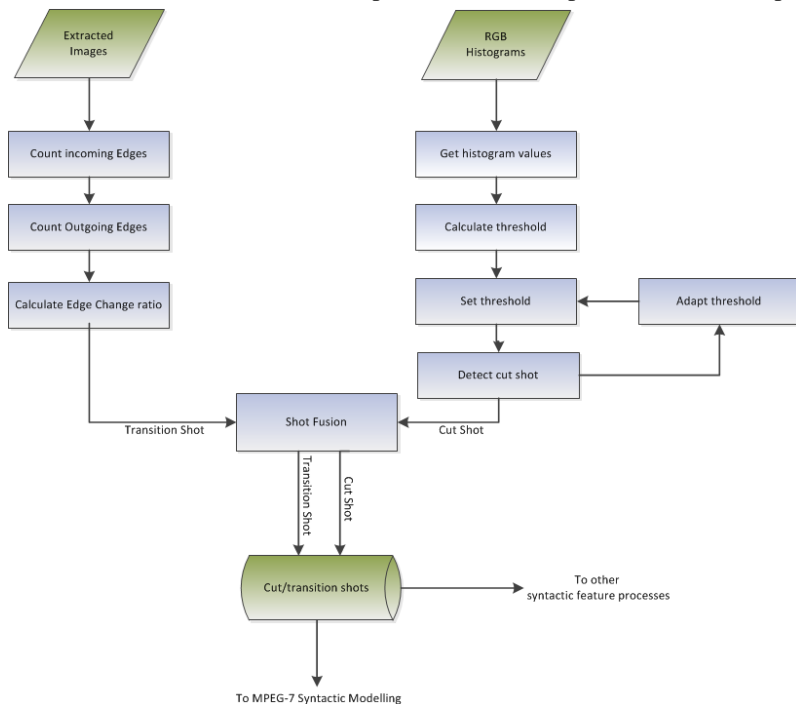 Extracted
Images
RGB
Histograms
Count incoming Edges
Get histogram values
Count Outgoing Edges
Calculate threshold
Calculate Edge Change ratio
Set threshold
Adapt threshold
Detect cut shot
Shot Fusion
Transition Shot
Cut Shot
Transition Shot
Cut Shot
Cut/transition shots
To other
syntactic feature processes
To MPEG-7 Syntactic Modelling